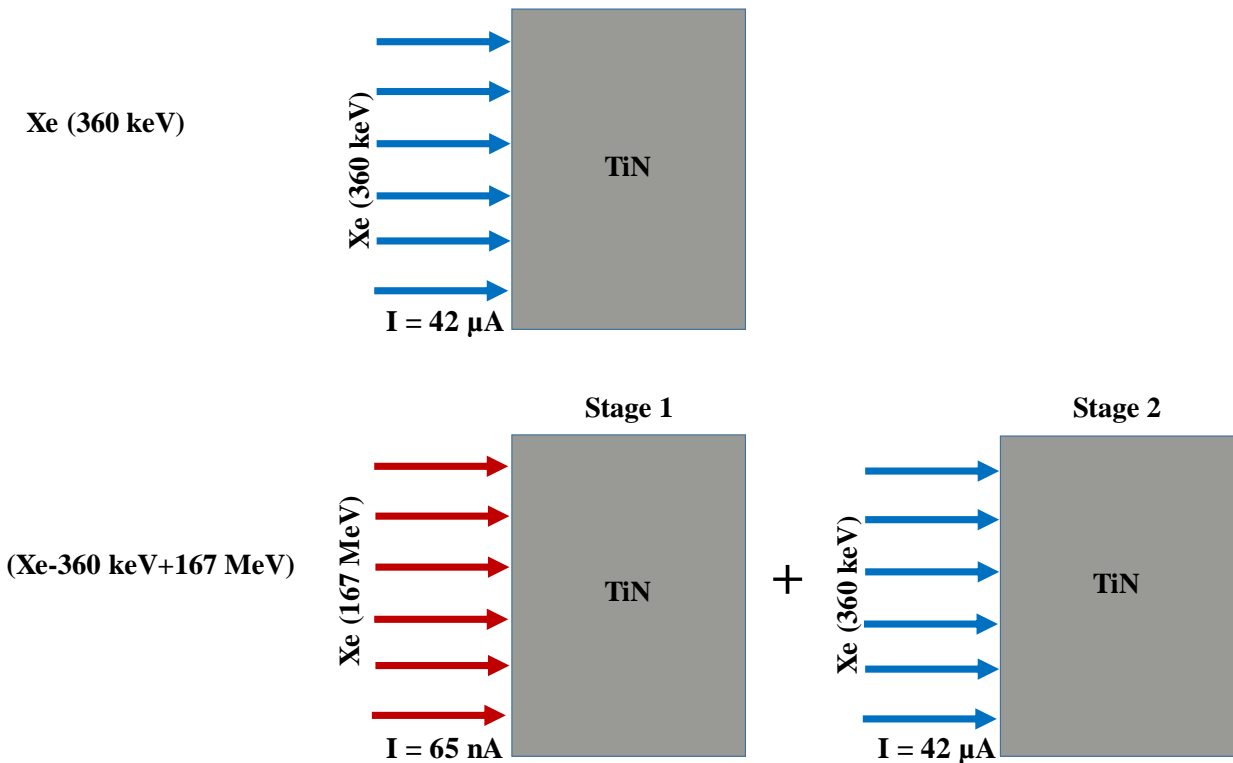 Xe (360 keV)
Xe (360 keV)
TiN
I = 42 µA
Stage 1
Stage 2
(Xe-360 keV+167 MeV)
Xe (167 MeV)
TiN
+
Xe (360 keV)
TiN
I = 65 nA
I = 42 µA